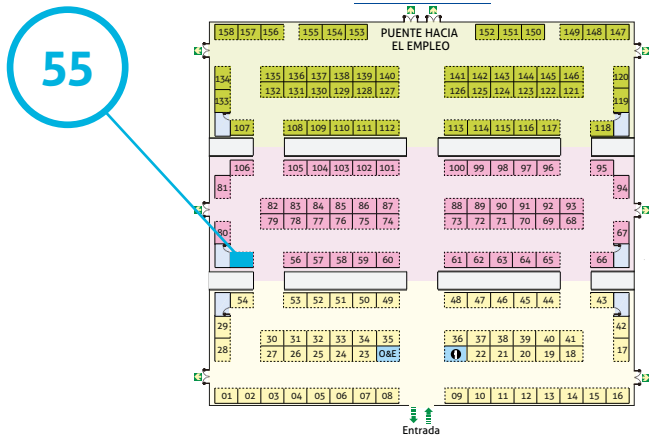 55
158 157 156 155 154 153 PUENTE HACIA EL EMPLEO 152 151 150 149 148 147
134 135 136 137 138 139 140 141 142 143 144 145 146 120
133 132 131 130 129 128 127 126 125 124 123 122 121 119
107 108 109 110 111 112 113 114 115 116 117 118
106 105 104 103 102 101 100 99 98 97 96 95
81 94
82 83 84 85 86 87 88 89 90 91 92 93
80 79 78 77 76 75 74 73 72 71 70 69 68 67
56 57 58 59 60 61 62 63 64 65 66
54 53 52 51 50 49 48 47 46 45 44 43
29 42
30 31 32 33 34 35 36 37 38 39 40 41
28 27 26 25 24 23 O&E 22 21 20 19 18 17
01 02 03 04 05 06 07 08 09 10 11 12 13 14 15 16
Entrada